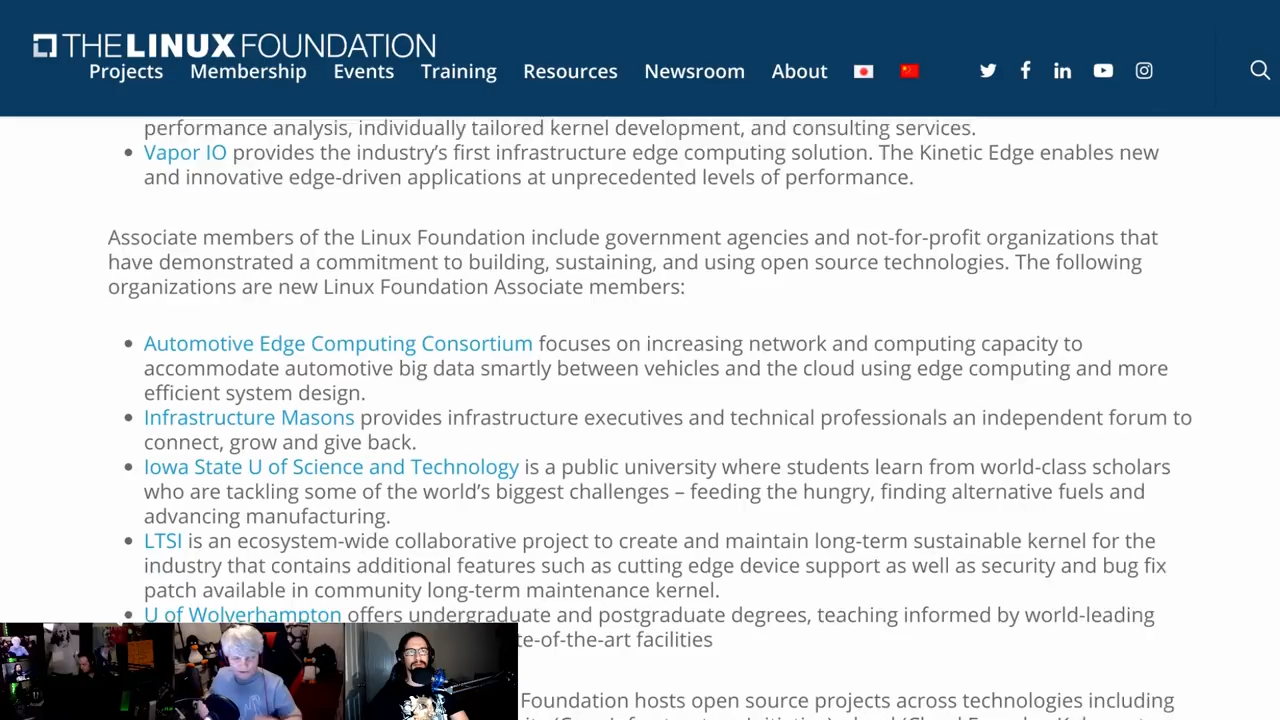 THE LINUX FOUNDATION
Projects Membership Events Training Resources Newsroom About
performance analysis, individually tailored kernel development, and consulting services.
Vapor IO provides the industry’s first infrastructure edge computing solution. The Kinetic Edge enables new
and innovative edge-driven applications at unprecedented levels of performance.
Associate members of the Linux Foundation include government agencies and not-for-profit organizations that
have demonstrated a commitment to building, sustaining, and using open source technologies. The following
organizations are new Linux Foundation Associate members:
Automotive Edge Computing Consortium focuses on increasing network and computing capacity to
accommodate automotive big data smartly between vehicles and the cloud using edge computing and more
efficient system design.
Infrastructure Masons provides infrastructure executives and technical professionals an independent forum to
connect, grow and give back.
Iowa State U of Science and Technology is a public university where students learn from world-class scholars
who are tackling some of the world’s biggest challenges – feeding the hungry, finding alternative fuels and
advancing manufacturing.
LTSI is an ecosystem-wide collaborative project to create and maintain long-term sustainable kernel for the
industry that contains additional features such as cutting edge device support as well as security and bug fix
patch available in community long-term maintenance kernel.
U of Wolverhampton offers undergraduate and postgraduate degrees, teaching informed by world-leading
te-of-the-art facilities
Foundation hosts open source projects across technologies including